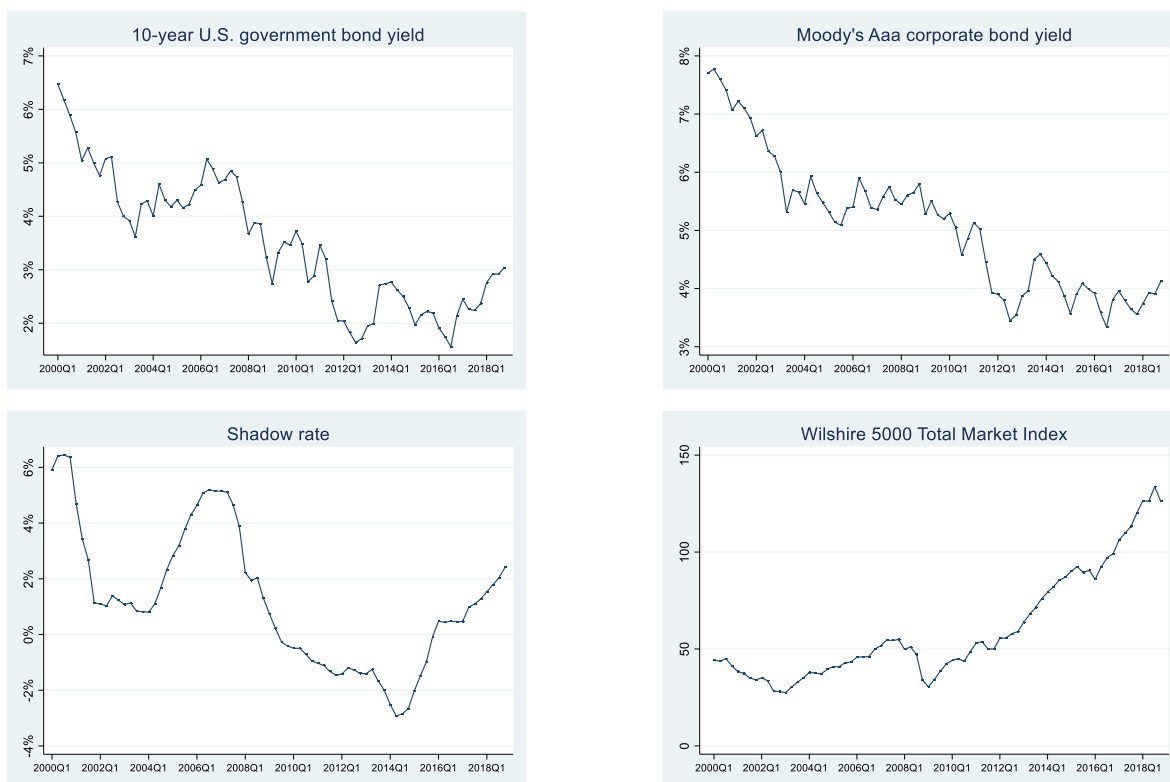 10-year U.S. government bond yield
7%
6%
5%
4%
3%
2%
2000Q1 2002Q1 2004Q1 2006Q1 2008Q1 2010Q1 2012Q1 2014Q1 2016Q1 2018Q1
Moody's Aaa corporate bond yield
8%
7%
6%
5%
4%
3%
2000Q1 2002Q1 2004Q1 2006Q1 2008Q1 2010Q1 2012Q1 2014Q1 2016Q1 2018Q1
Shadow rate
6%
4%
2%
0%
-2%
-4%
2000Q1 2002Q1 2004Q1 2006Q1 2008Q1 2010Q1 2012Q1 2014Q1 2016Q1 2018Q1
Wilshire 5000 Total Market Index
150
100
50
0
2000Q1 2002Q1 2004Q1 2006Q1 2008Q1 2010Q1 2012Q1 2014Q1 2016Q1 2018Q1